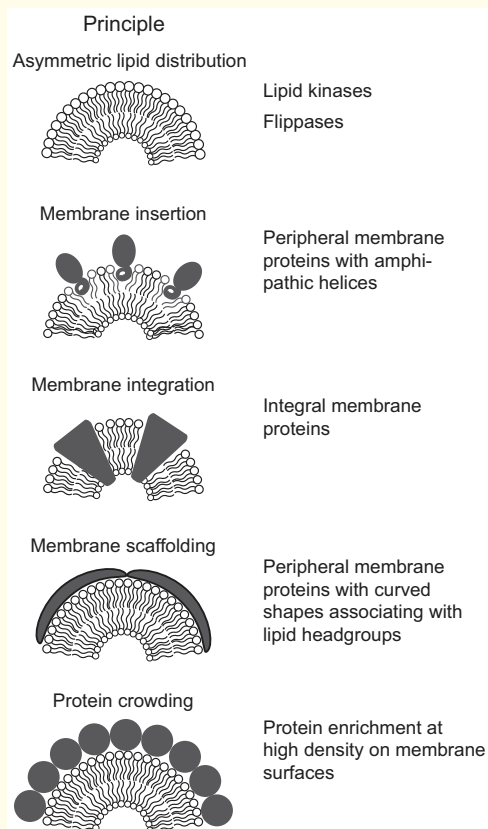 Principle
Asymmetric lipid distribution
Lipid kinases
Flippases
Membrane insertion
Peripheral membrane
proteins with amphi-
pathic helices
Membrane integration
Integral membrane
proteins
Membrane scaffolding
Peripheral membrane
proteins with curved
shapes associating with
lipid headgroups
Protein crowding
Protein enrichment at
high density on membrane
surfaces